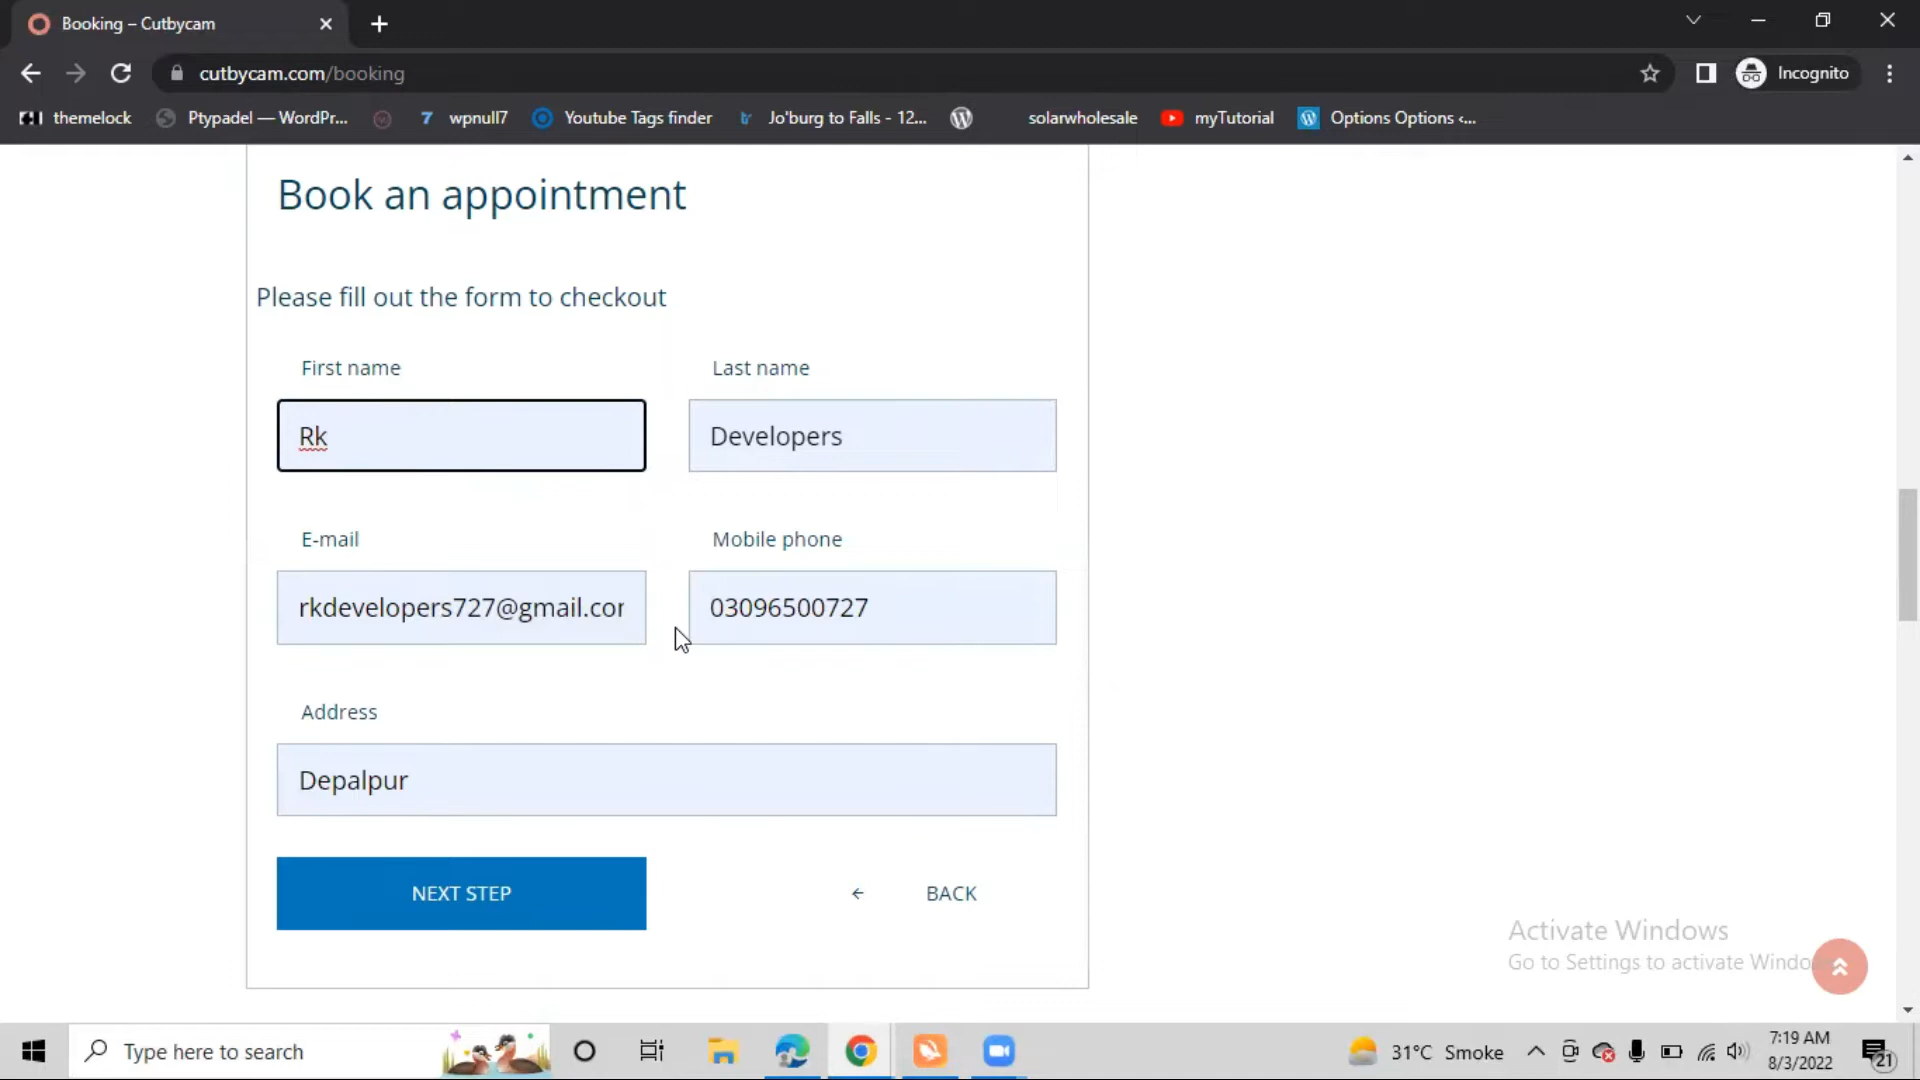 Booking – Cutbycam
cutbycam.com/booking
Incognito
themelock
Ptypadel — WordPr...
wpnull7
Youtube Tags finder
Jo'burg to Falls - 12...
solarwholesale
myTutorial
Options Options ‹...
Book an appointment
Please fill out the form to checkout
First name
Last name
Rk
Developers
E-mail
Mobile phone
rkdevelopers727@gmail.cor
03096500727
Address
Depalpur
NEXT STEP
BACK
Activate Windows
Go to Settings to activate Windo
Type here to search
31°C Smoke
7:19 AM
8/3/2022
21